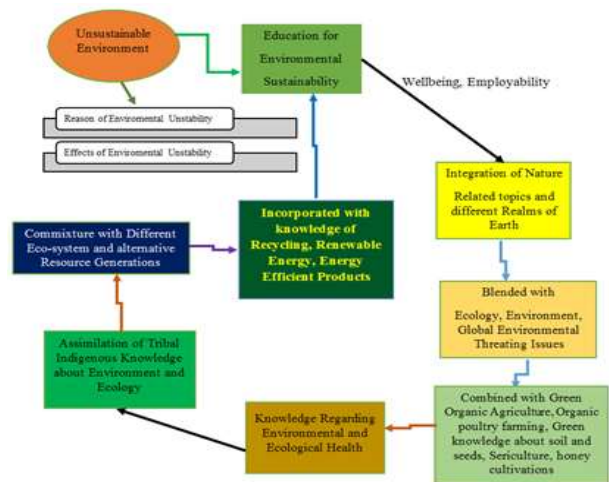 Unsustainable
Environment
Education for
Environmental
Sustainability
Wellbeing, Employability
Reason of Enviromental Unstability
Effects of Enviromental Unstability
Integration of Nature
Related topics and
different Realms of
Earth
Incorporated with
knowledge of
Recycling, Renewable
Energy, Energy
Efficient Products
Commixture with Different
Eco-system and alternative
Resource Generations
Blended with
Ecology, Environment,
Global Environmental
Threating Issues
Assimilation of Tribal
Indigenous Knowledge
about Environment and
Ecology
Combined with Green
Organic Agriculture, Organic
poultry farming, Green
knowledge about soil and
seeds, Sericulture, honey
cultivations
Knowledge Regarding
Environmental and
Ecological Health